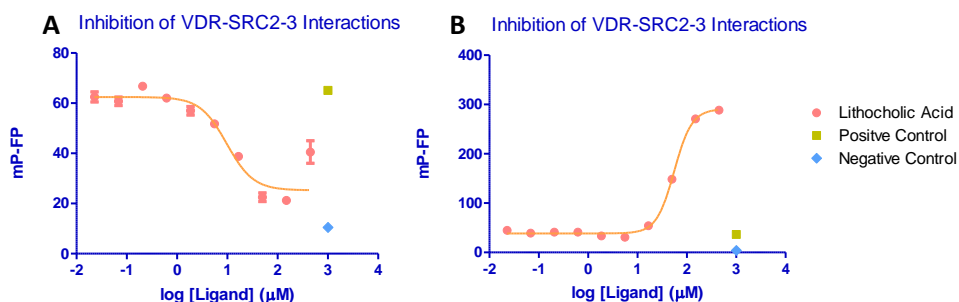 A Inhibition of VDR-SRC2-3 Interactions
80
60
40
20
0
mP-FP
-2 -1 0 1 2 3 4
log [Ligand] (µM)
B Inhibition of VDR-SRC2-3 Interactions
400
300
200
100
0
mP-FP
-2 -1 0 1 2 3 4
log [Ligand] (µM)
Lithocholic Acid
Positve Control
Negative Control